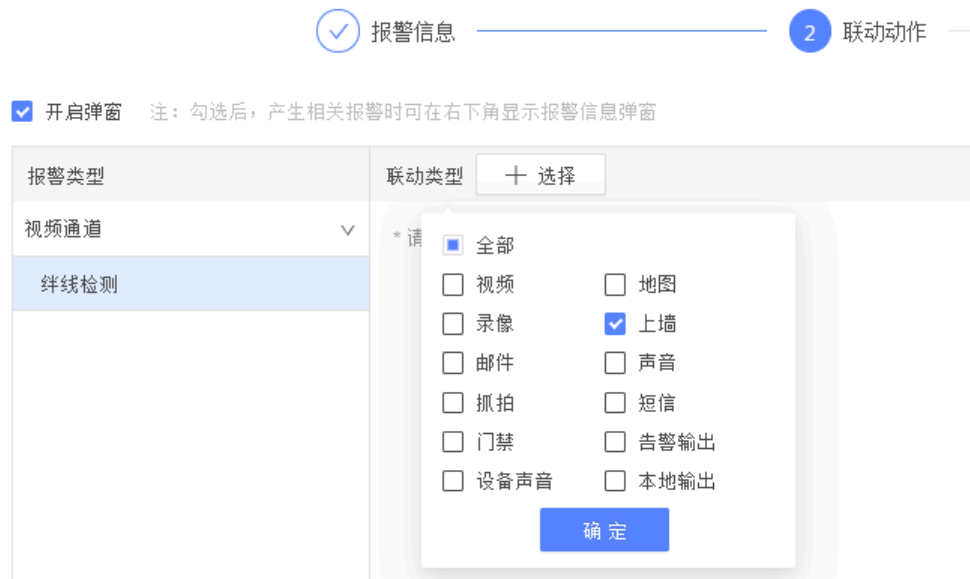 报警信息 2 联动动作
开启弹窗 注：勾选后，产生相关报警时可在右下角显示报警信息弹窗
报警类型 联动类型 + 选择
视频通道 * 请
全部
绊线检测 视频 地图
录像 上墙
邮件 声音
抓拍 短信
门禁 告警输出
设备声音 本地输出
确定